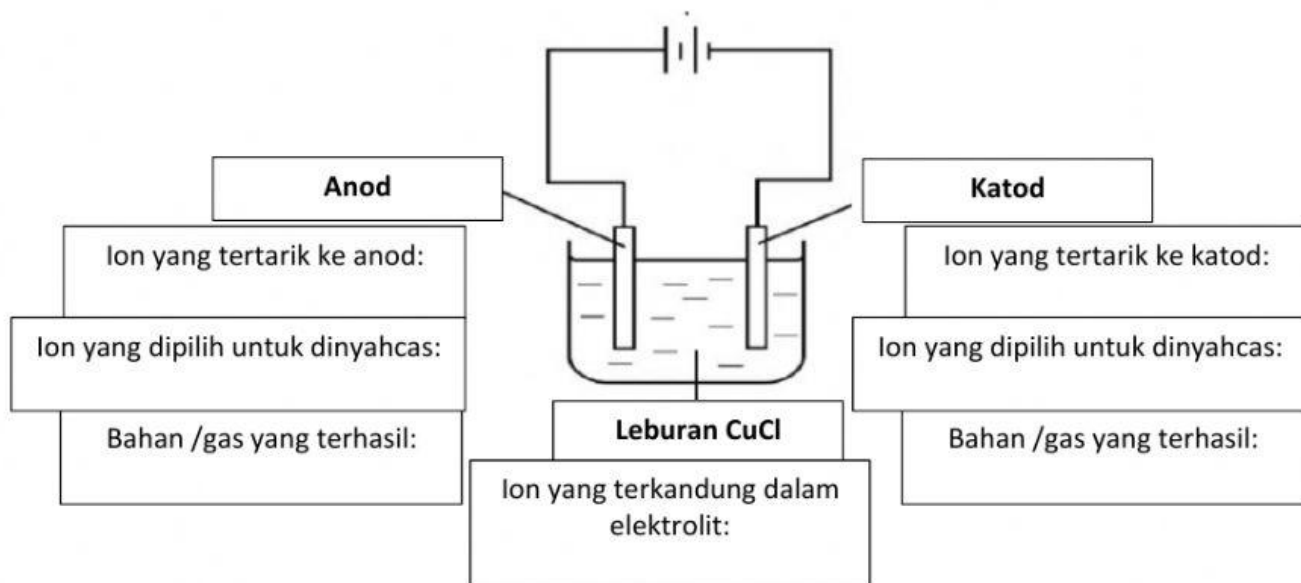 Anod
Ion yang tertarik ke anod:
Ion yang dipilih untuk dinyahcas:
Bahan /gas yang terhasil:
Katod
Ion yang tertarik ke katod:
Ion yang dipilih untuk dinyahcas:
Bahan /gas yang terhasil:
Leburan CuCl
Ion yang terkandung dalam
elektrolit: